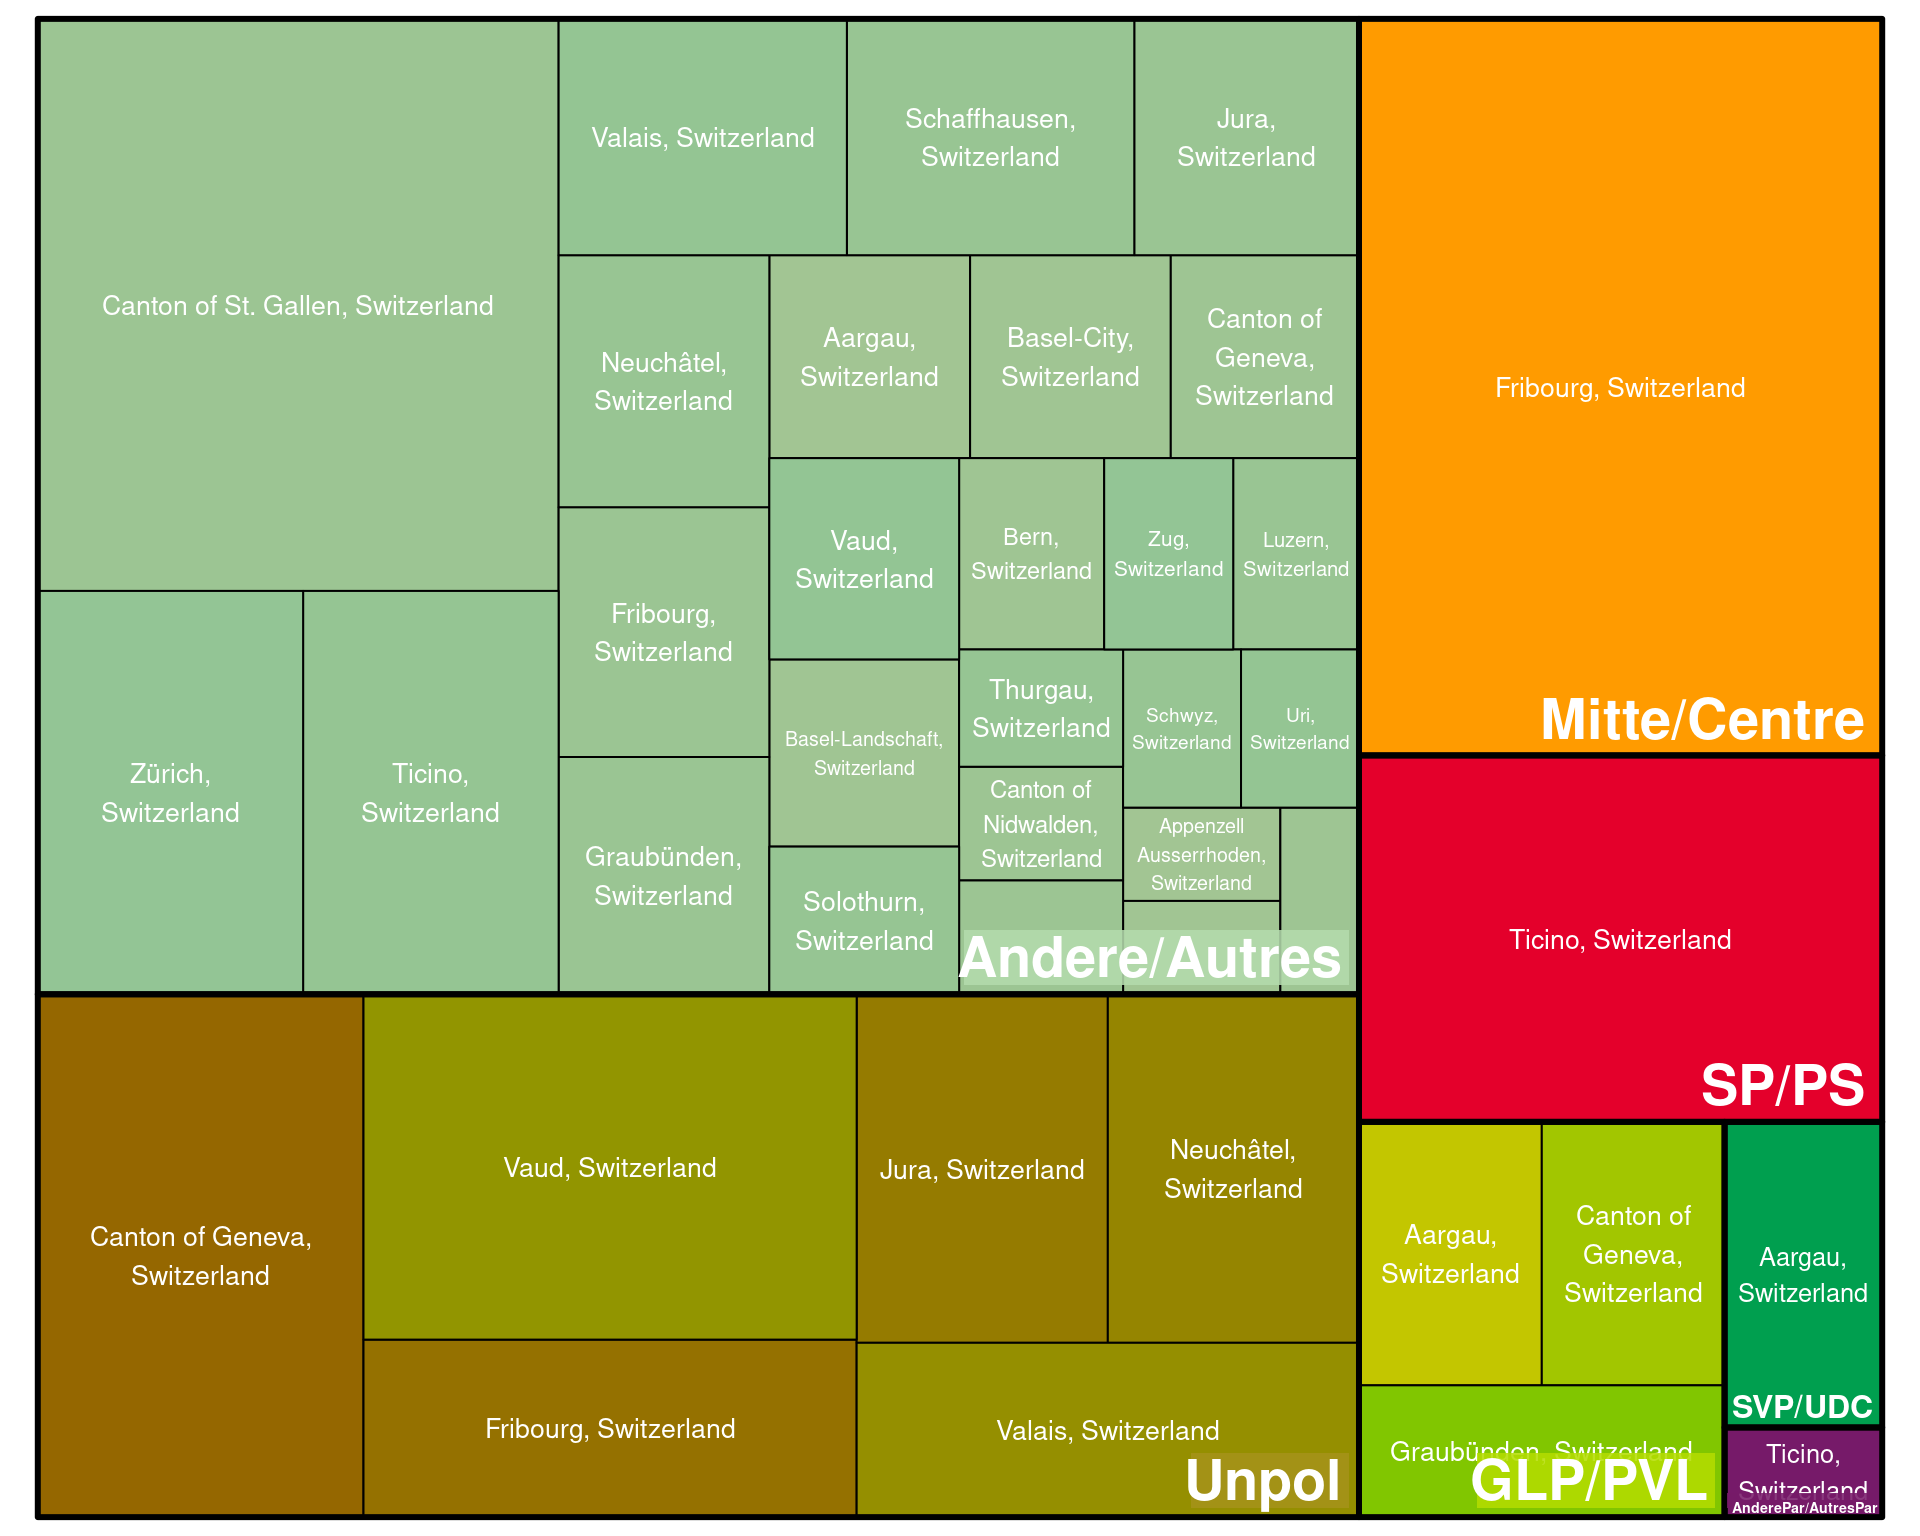 Canton of St. Gallen, Switzerland
Valais, Switzerland
Schaffhausen,
Switzerland
Jura,
Switzerland
Neuchâtel,
Switzerland
Aargau,
Switzerland
Basel-City,
Switzerland
Canton of
Geneva,
Switzerland
Fribourg,
Switzerland
Vaud,
Switzerland
Bern,
Switzerland
Zug,
Switzerland
Luzern,
Switzerland
Zürich,
Switzerland
Ticino,
Switzerland
Graubünden,
Switzerland
Basel-Landschaft,
Switzerland
Solothurn,
Switzerland
Thurgau,
Switzerland
Schwyz,
Switzerland
Uri,
Switzerland
Canton of
Nidwalden,
Switzerland
Appenzell
Ausserrhoden,
Switzerland
Andere/Autres
Fribourg, Switzerland
Mitte/Centre
Ticino, Switzerland
SP/PS
Canton of Geneva,
Switzerland
Vaud, Switzerland
Jura, Switzerland
Neuchâtel,
Switzerland
Fribourg, Switzerland
Valais, Switzerland
Unpol
Aargau,
Switzerland
Canton of
Geneva,
Switzerland
Graubünden, Switzerland
GLP/PVL
Aargau,
Switzerland
SVP/UDC
Ticino,
Switzerland
AnderePar/AutresPar